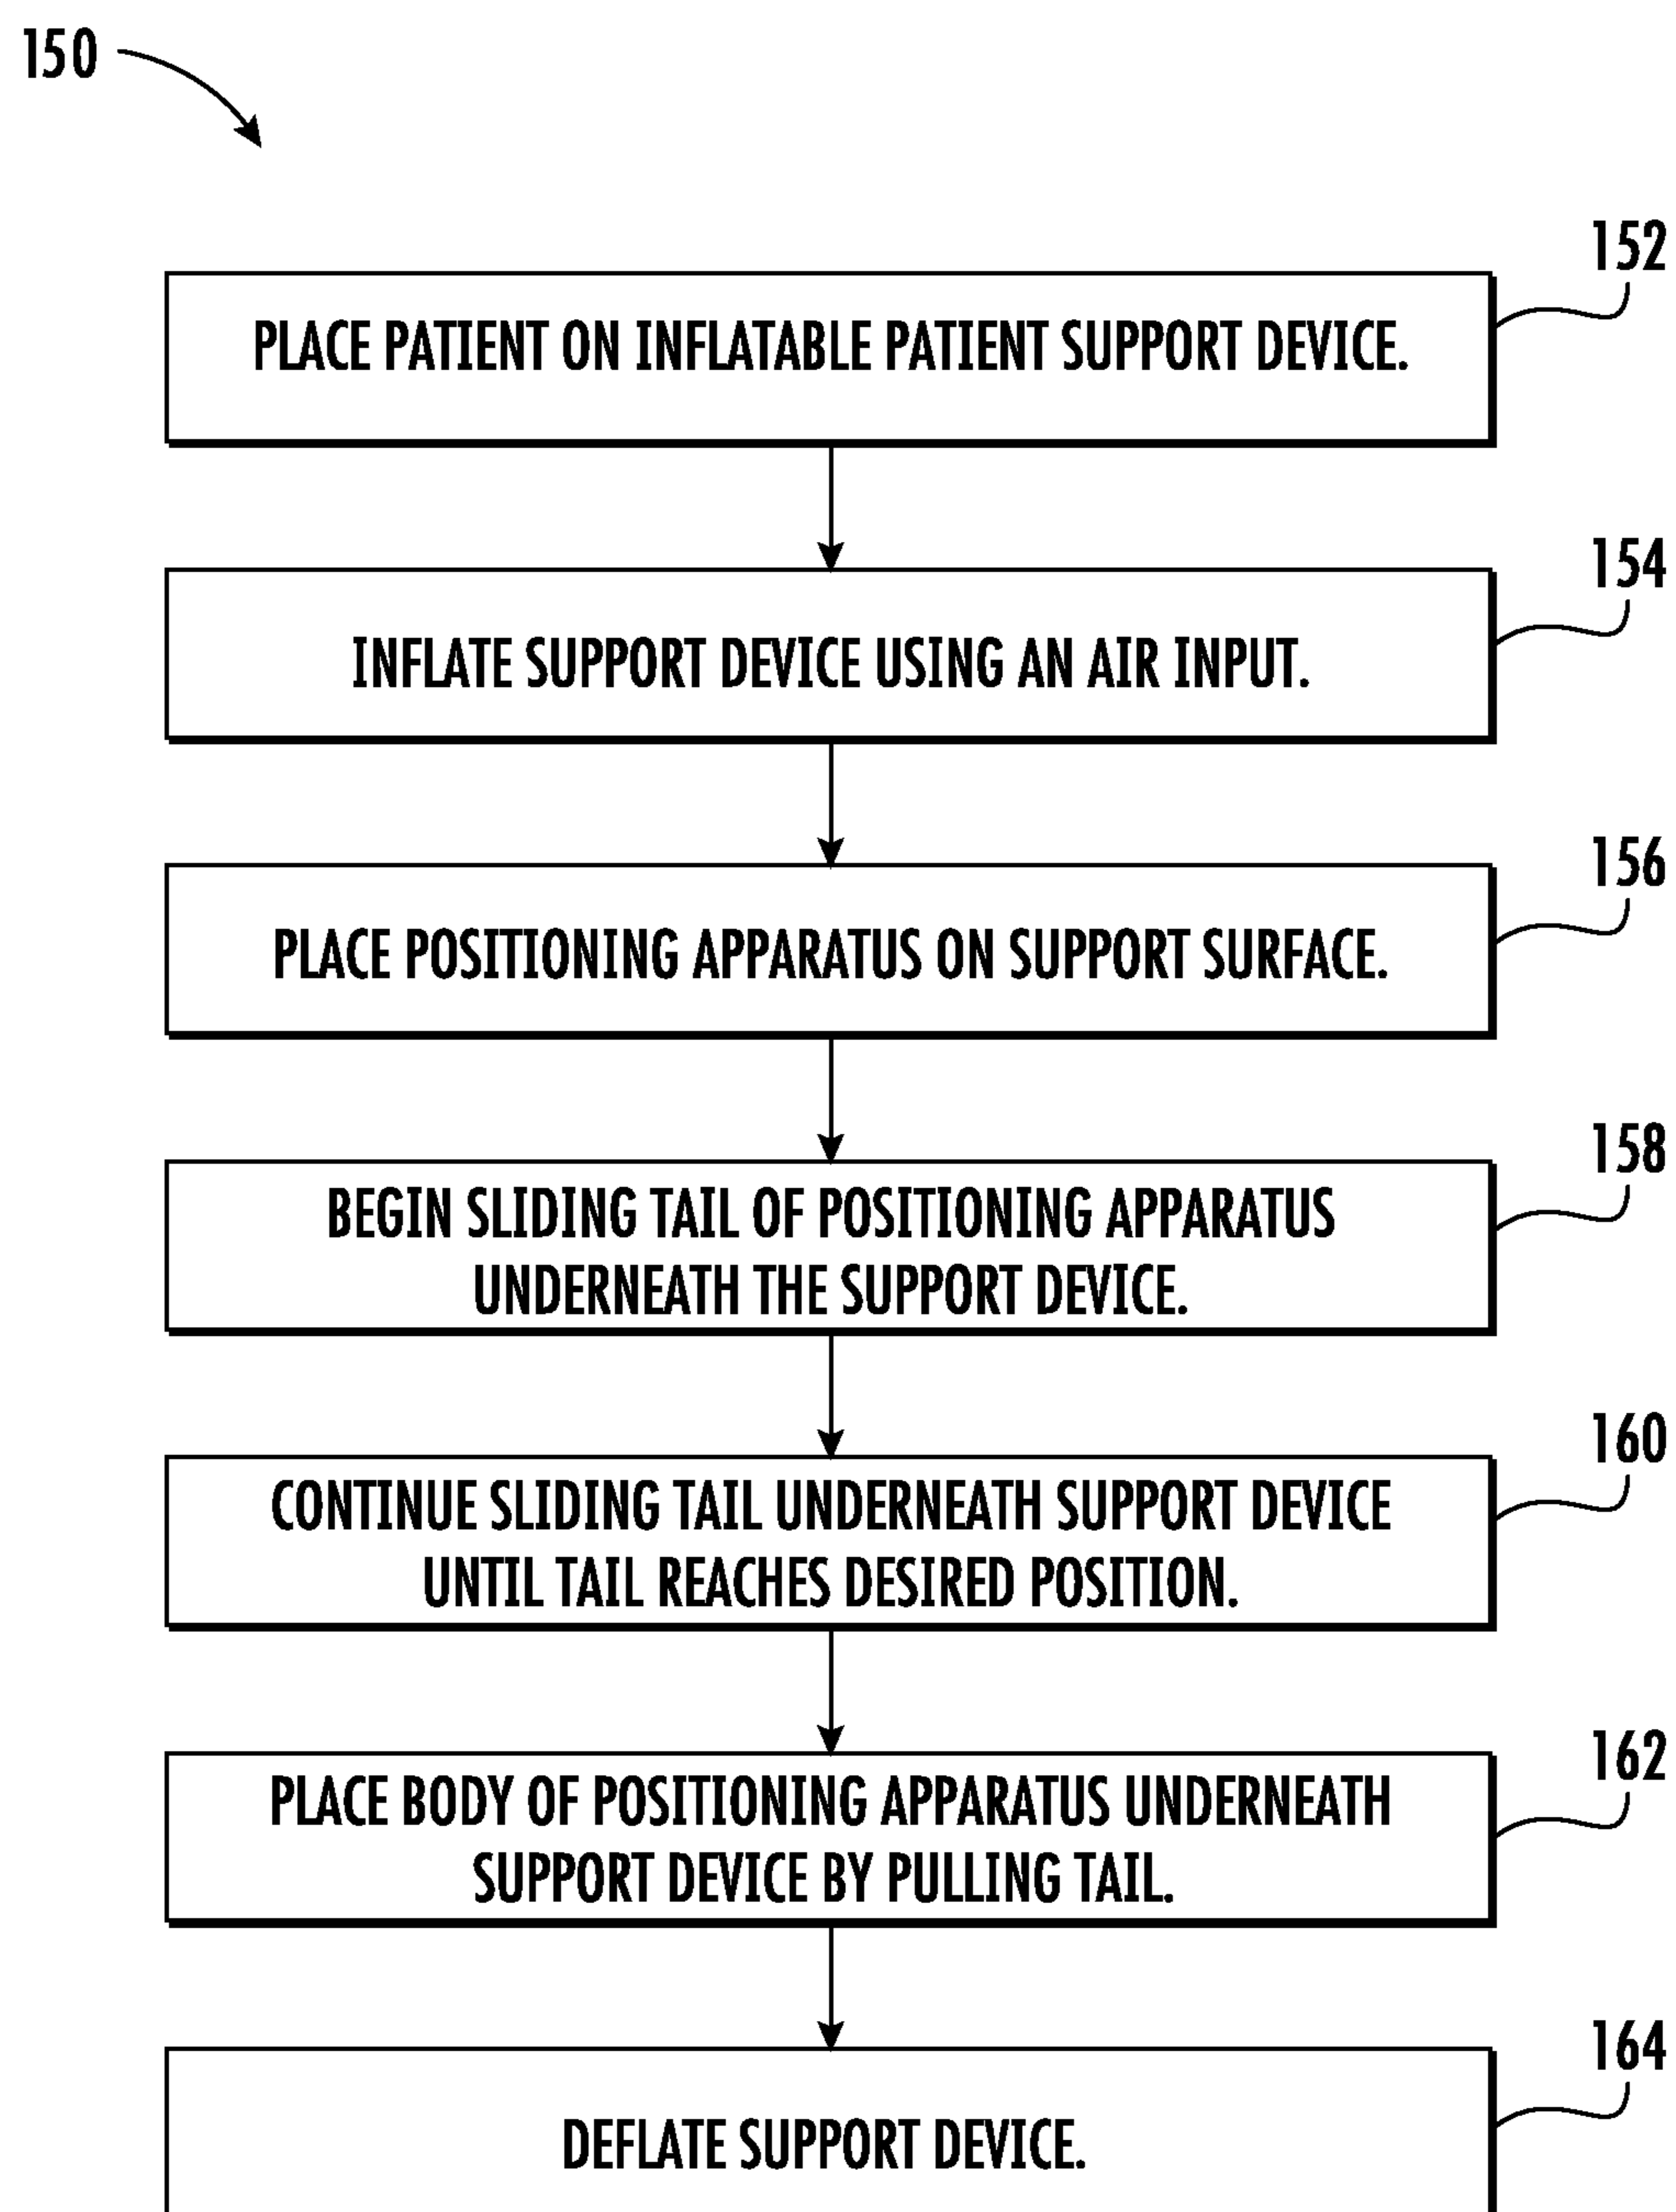 150
152
PLACE PATIENT ON INFLATABLE PATIENT SUPPORT DEVICE.
154
INFLATE SUPPORT DEVICE USING AN AIR INPUT.
156
PLACE POSITIONING APPARATUS ON SUPPORT SURFACE.
158
BEGIN SLIDING TAIL OF POSITIONING APPARATUS
UNDERNEATH THE SUPPORT DEVICE.
160
CONTINUE SLIDING TAIL UNDERNEATH SUPPORT DEVICE
UNTIL TAIL REACHES DESIRED POSITION.
162
PLACE BODY OF POSITIONING APPARATUS UNDERNEATH
SUPPORT DEVICE BY PULLING TAIL.
164
DEFLATE SUPPORT DEVICE.